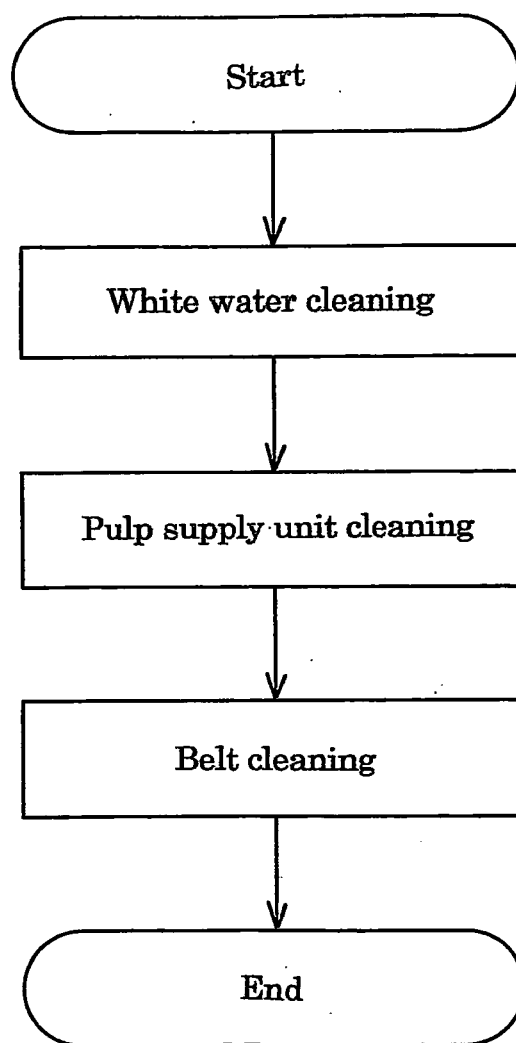 Start
White water cleaning
Pulp supply unit cleaning
Belt cleaning
End